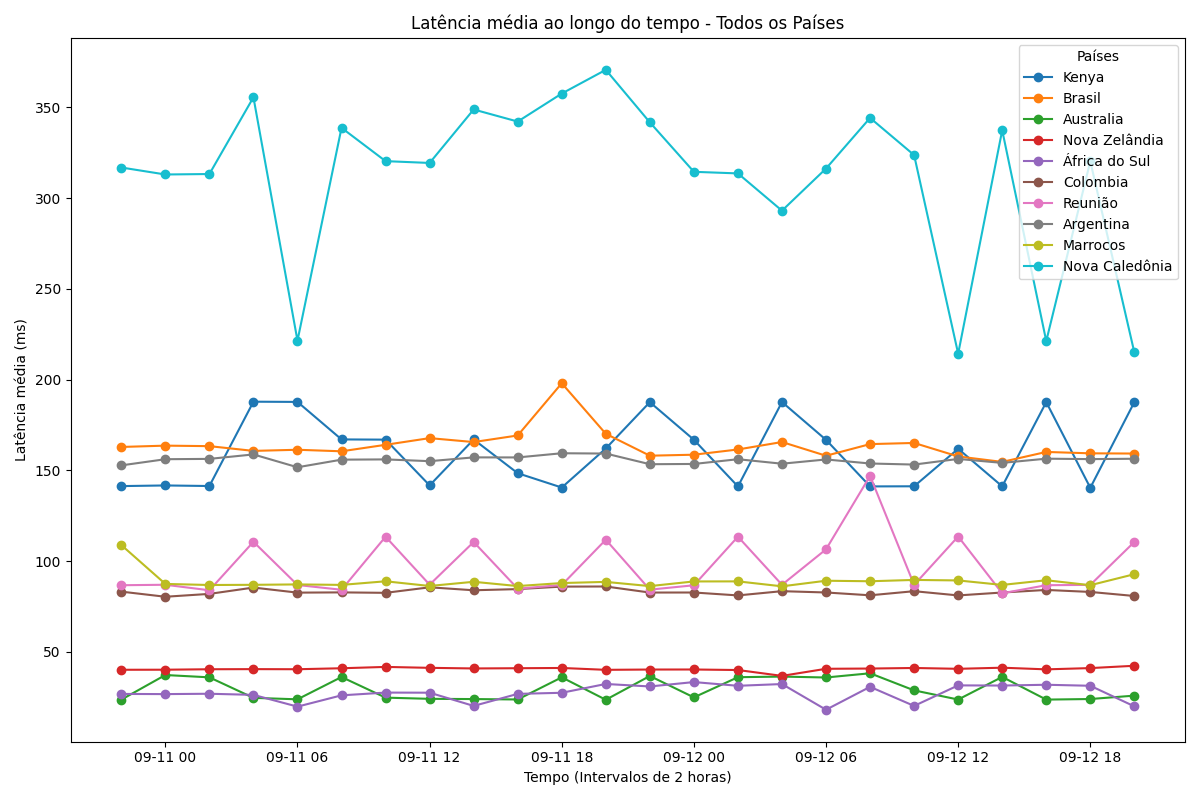 Latência média ao longo do tempo - Todos os Países
Países
Kenya
Brasil
Australia
Nova Zelândia
África do Sul
Colombia
Reunião
Argentina
Marrocos
Nova Caledônia
Latência média (ms)
350
300
250
200
150
100
50
09-11 00
09-11 06
09-11 12
09-11 18
09-12 00
09-12 06
09-12 12
09-12 18
Tempo (Intervalos de 2 horas)